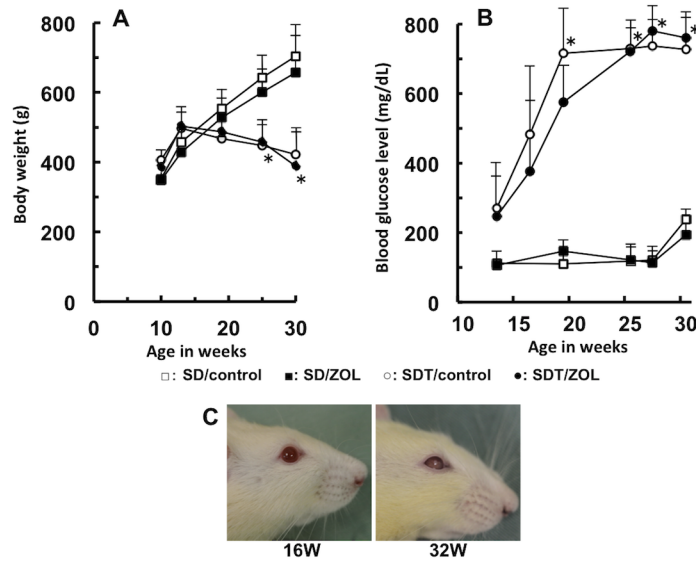 A
Body weight (g)
800
600
400
200
0
0 10 20 30
Age in weeks
*
*
B
Blood glucose level (mg/dL)
800
600
400
200
0
10 15 20 25 30
Age in weeks
* * * *
□: SD/control ■: SD/ZOL ○: SDT/control ●: SDT/ZOL
C
16W 32W